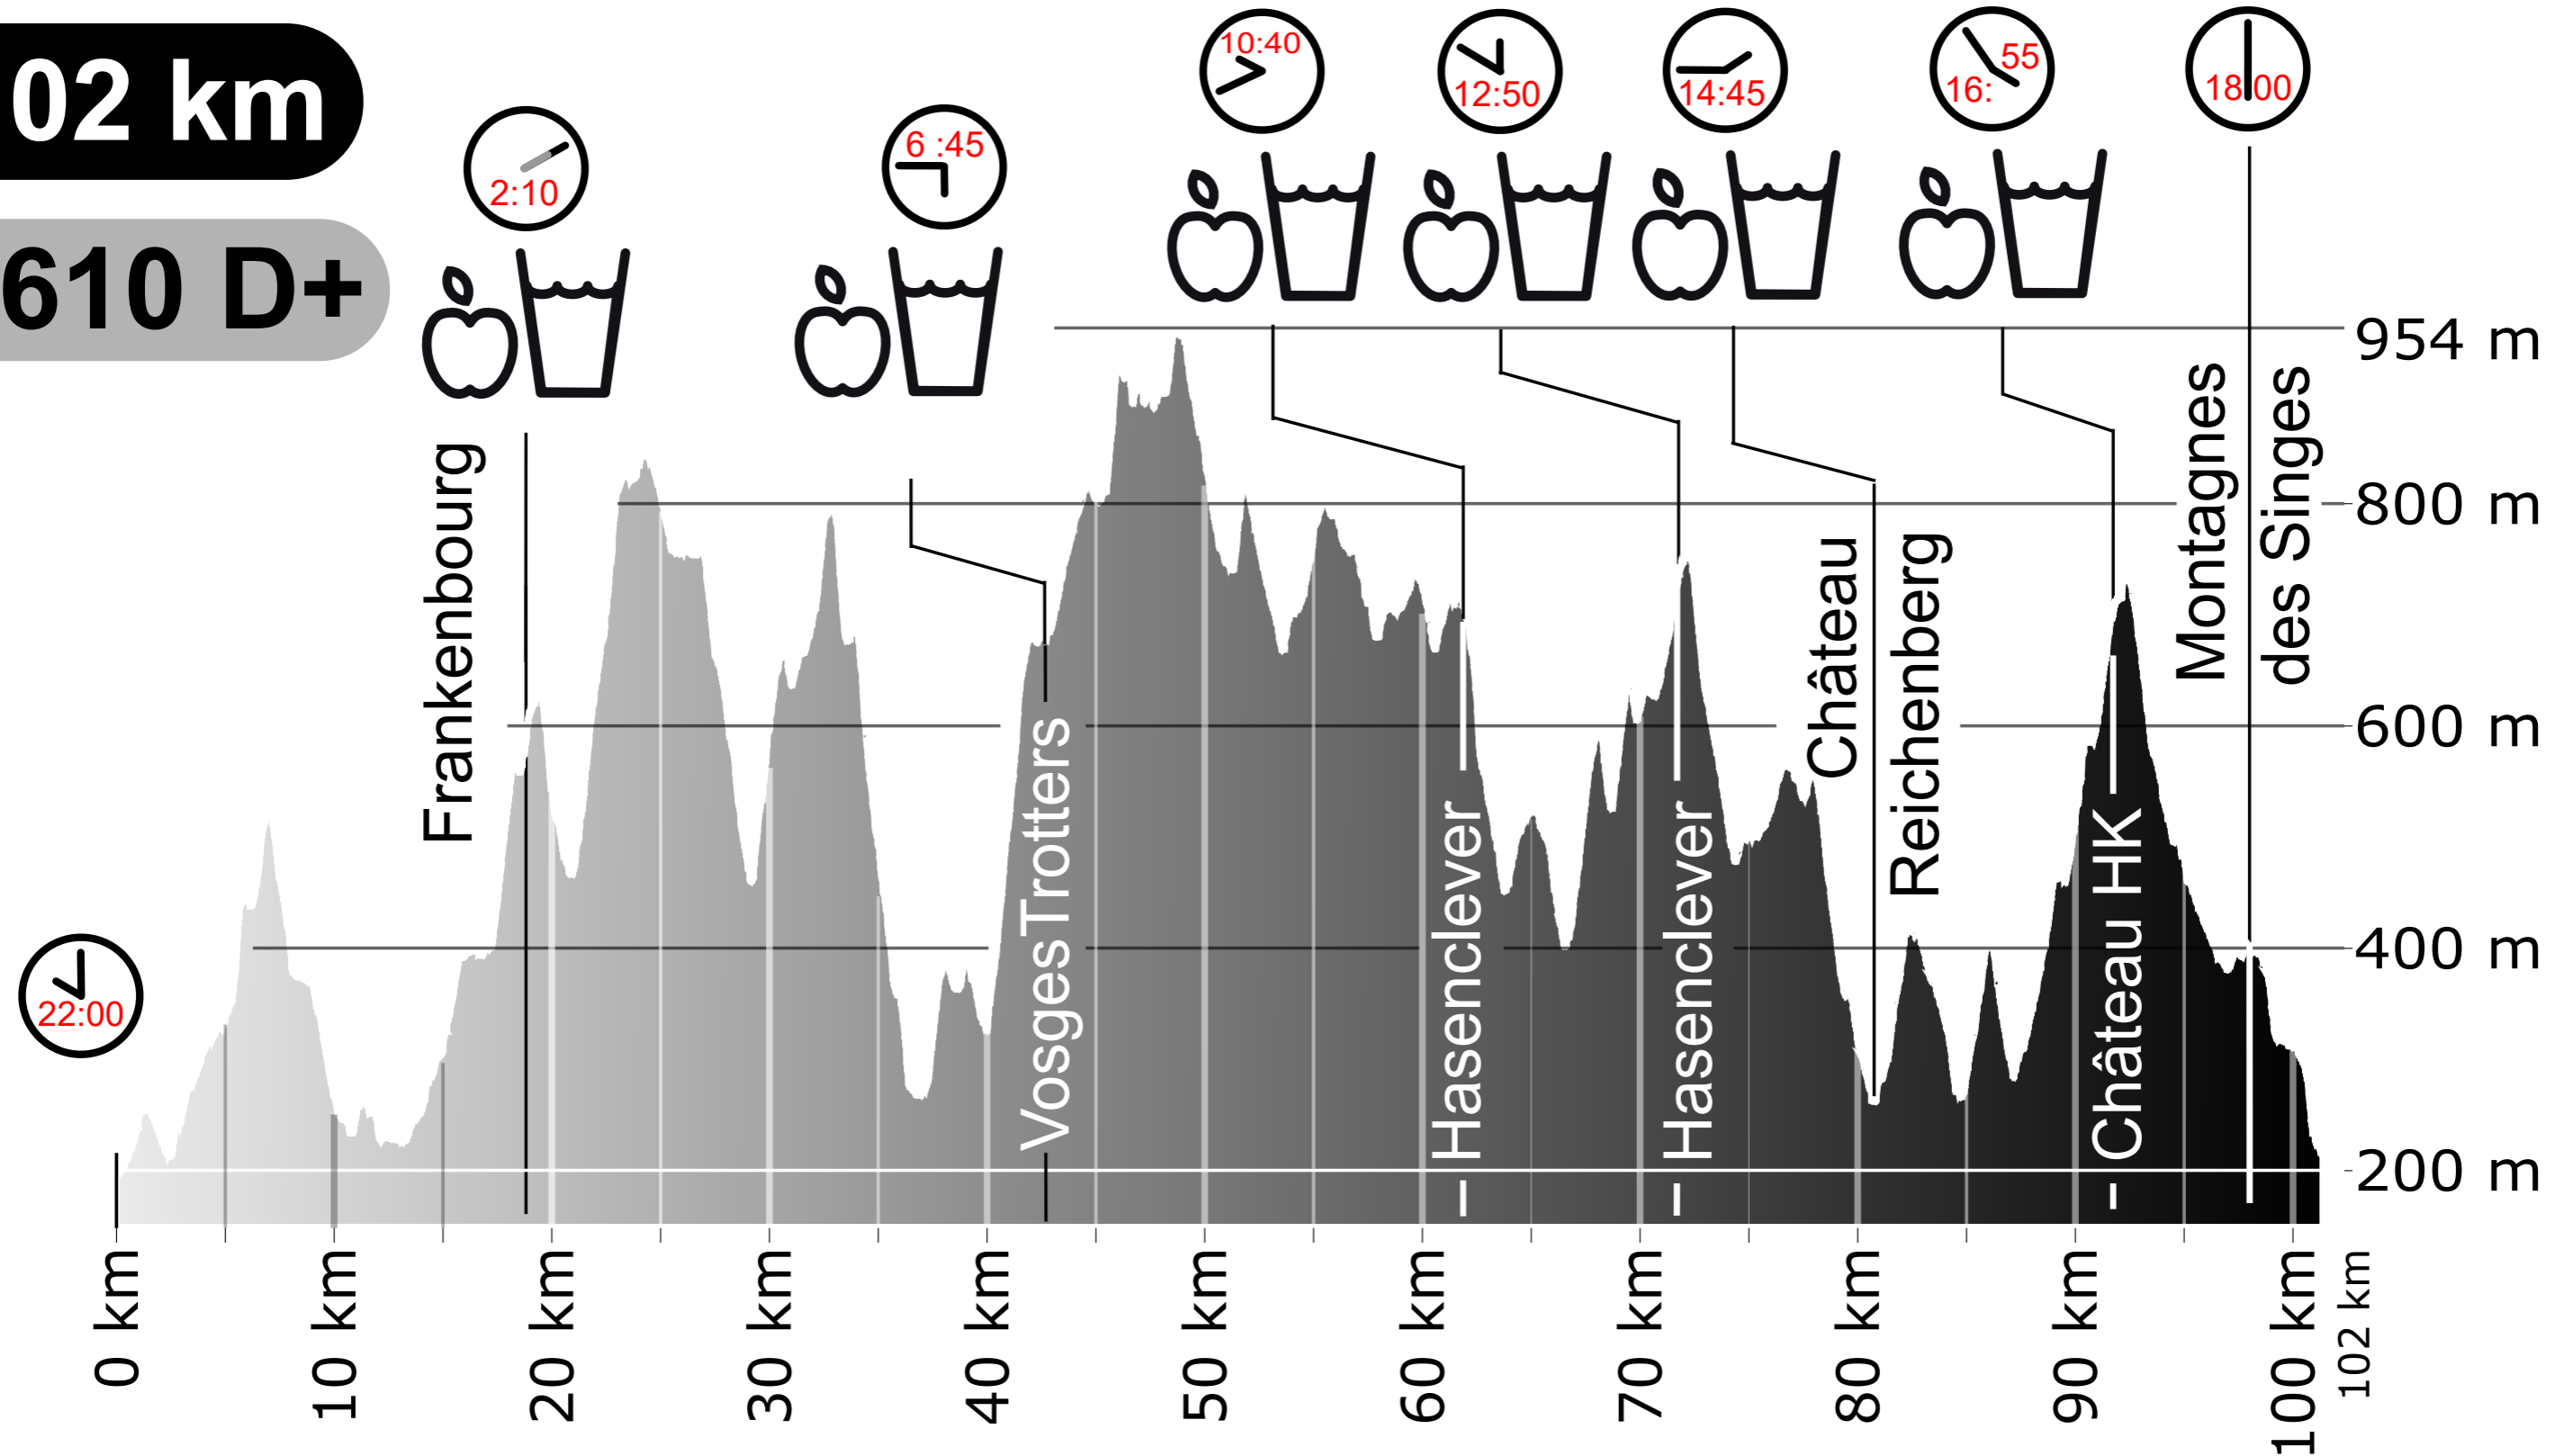 02 km
610 D+
22:00
2:10
6 :45
10:40
12:50
14:45
16: 55
18:00
Frankenbourg
VosgesTrotters
Hasenclever
Hasenclever
Château
Reichenberg
Château HK
Montagnes
des Singes
954 m
800 m
600 m
400 m
200 m
0 km
10 km
20 km
30 km
40 km
50 km
60 km
70 km
80 km
90 km
100 km
102 km